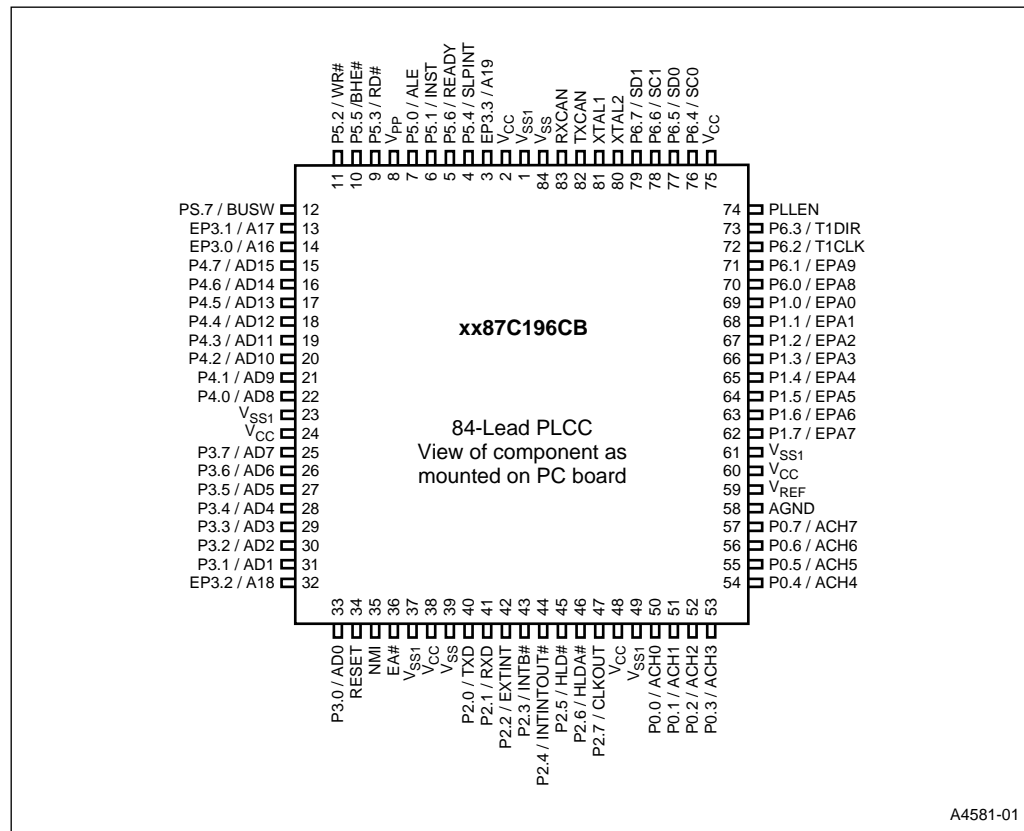 P5.2 / WR#
P5.5 /BHE#
P5.3 / RD#
VPP
P5.0 / ALE
P5.1 / INST
P5.6 / READY
P5.4 / SLPINT
EP3.3 / A19
VCC
VSS1
VSS
RXCAN
TXCAN
XTAL1
XTAL2
P6.7 / SD1
P6.6 / SC1
P6.5 / SD0
P6.4 / SC0
VCC
11 10 9 8 7 6 5 4 3 2 1 84 83 82 81 80 79 78 77 76 75
PS.7 / BUSW 12
EP3.1 / A17 13
EP3.0 / A16 14
P4.7 / AD15 15
P4.6 / AD14 16
P4.5 / AD13 17
P4.4 / AD12 18
P4.3 / AD11 19
P4.2 / AD10 20
P4.1 / AD9 21
P4.0 / AD8 22
VSS1 23
VCC 24
P3.7 / AD7 25
P3.6 / AD6 26
P3.5 / AD5 27
P3.4 / AD4 28
P3.3 / AD3 29
P3.2 / AD2 30
P3.1 / AD1 31
EP3.2 / A18 32
xx87C196CB
84-Lead PLCC
View of component as
mounted on PC board
74 PLLEN
73 P6.3 / T1DIR
72 P6.2 / T1CLK
71 P6.1 / EPA9
70 P6.0 / EPA8
69 P1.0 / EPA0
68 P1.1 / EPA1
67 P1.2 / EPA2
66 P1.3 / EPA3
65 P1.4 / EPA4
64 P1.5 / EPA5
63 P1.6 / EPA6
62 P1.7 / EPA7
61 VSS1
60 VCC
59 VREF
58 AGND
57 P0.7 / ACH7
56 P0.6 / ACH6
55 P0.5 / ACH5
54 P0.4 / ACH4
33 34 35 36 37 38 39 40 41 42 43 44 45 46 47 48 49 50 51 52 53
P3.0 / AD0
RESET
NMI
EA#
VSS1
VCC
VSS
P2.0 / TXD
P2.1 / RXD
P2.2 / EXTINT
P2.3 / INTB#
P2.4 / INTINTOUT#
P2.5 / HLD#
P2.6 / HLDA#
P2.7 / CLKOUT
VCC
VSS1
P0.0 / ACH0
P0.1 / ACH1
P0.2 / ACH2
P0.3 / ACH3
A4581-01